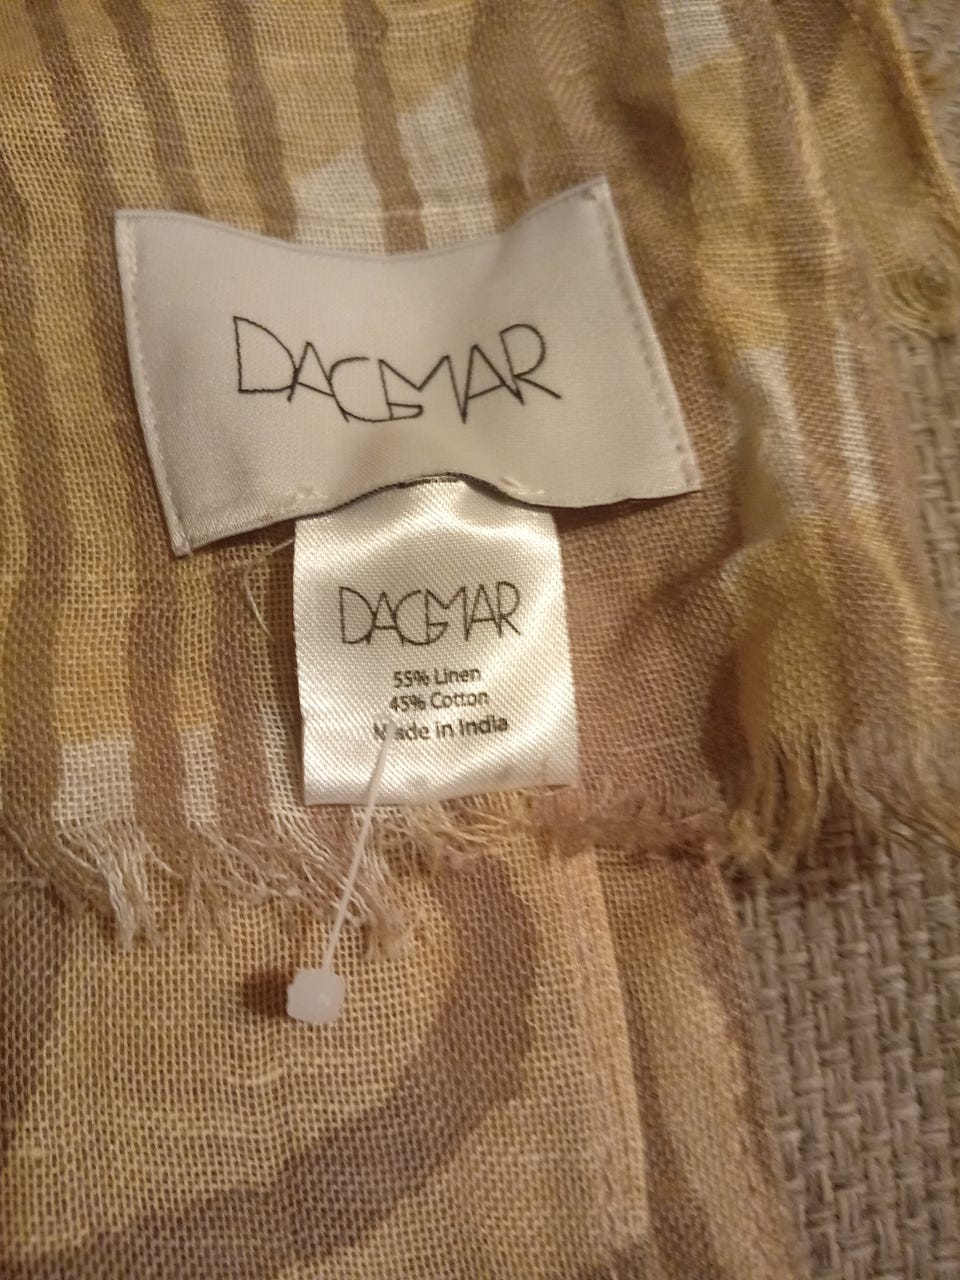 DAGMAR
DAGMAR
55% Linen
45% Cotton
Made in India